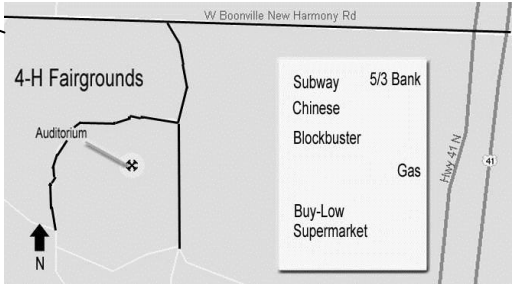 W Boonville New Harmony Rd
4-H Fairgrounds
Subway 5/3 Bank
Chinese
Auditorium
Blockbuster
Hwy 41 N
41
Gas
Buy-Low
Supermarket
N